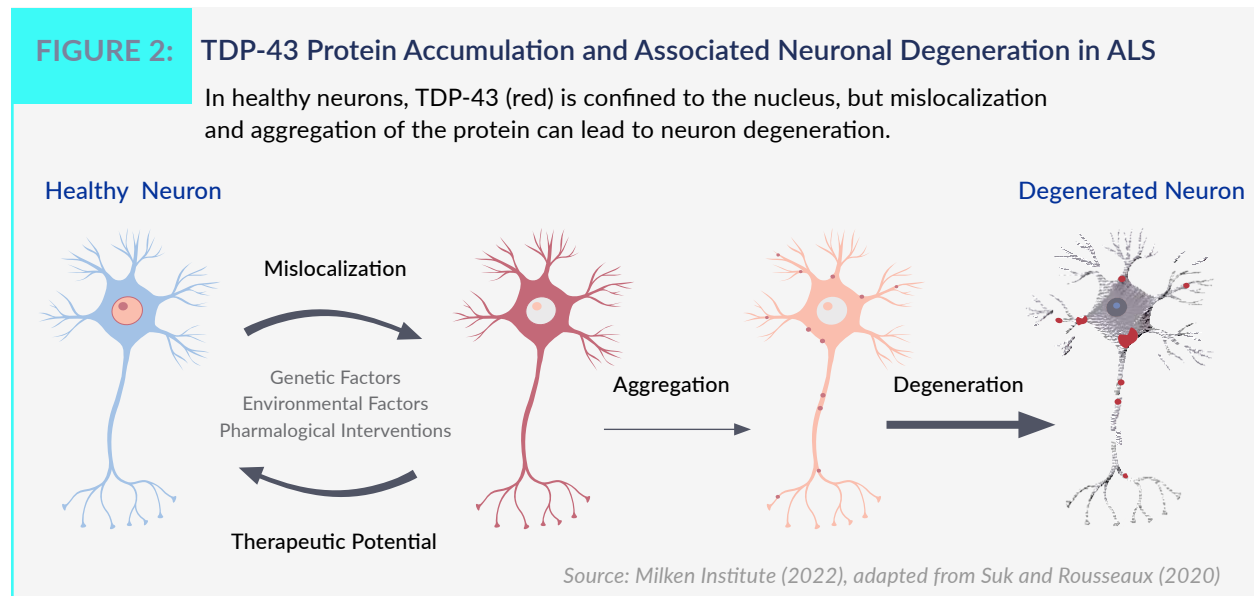 FIGURE 2: TDP-43 Protein Accumulation and Associated Neuronal Degeneration in ALS
In healthy neurons, TDP-43 (red) is confined to the nucleus, but mislocalization
and aggregation of the protein can lead to neuron degeneration.
Healthy Neuron
Degenerated Neuron
Mislocalization
Genetic Factors
Environmental Factors
Pharmalogical Interventions
Aggregation
Degeneration
Therapeutic Potential
Source: Milken Institute (2022), adapted from Suk and Rousseaux (2020)